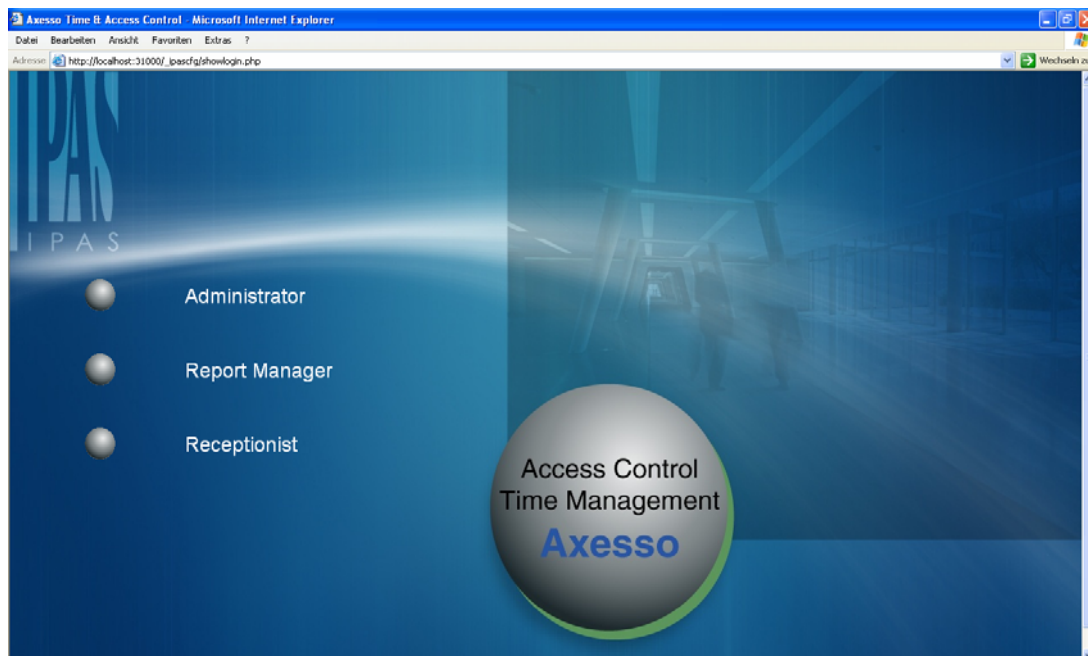 Axesso Time & Access Control - Microsoft Internet Explorer
Datei Bearbeiten Ansicht Favoriten Extras ?
Adresse http://localhost:31000/_ipascfg/showlogin.php Wechseln zu
IPAS
IPAS
Administrator
Report Manager
Receptionist
Access Control
Time Management
Axesso